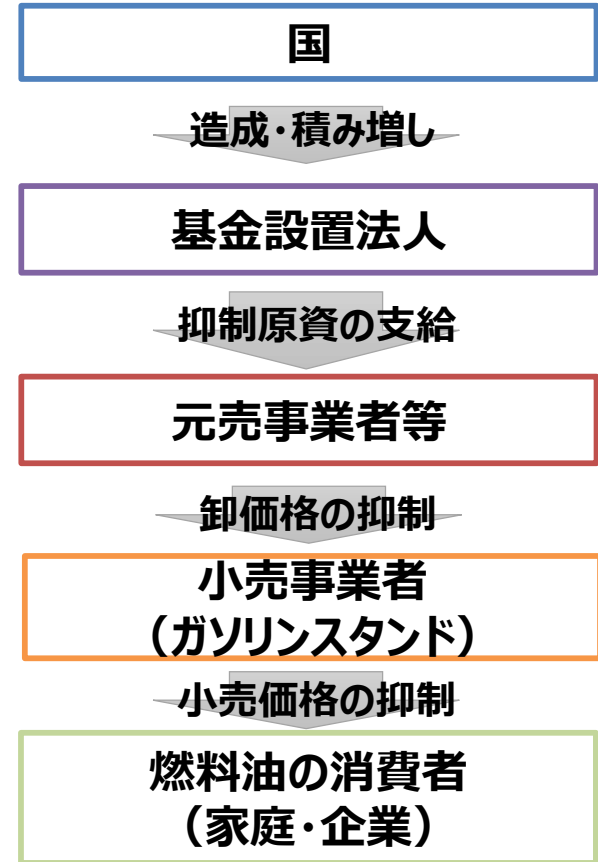 国
造成・積み増し
基金設置法人
抑制原資の支給
元売事業者等
卸価格の抑制
小売事業者
（ガソリンスタンド）
小売価格の抑制
燃料油の消費者
（家庭・企業）